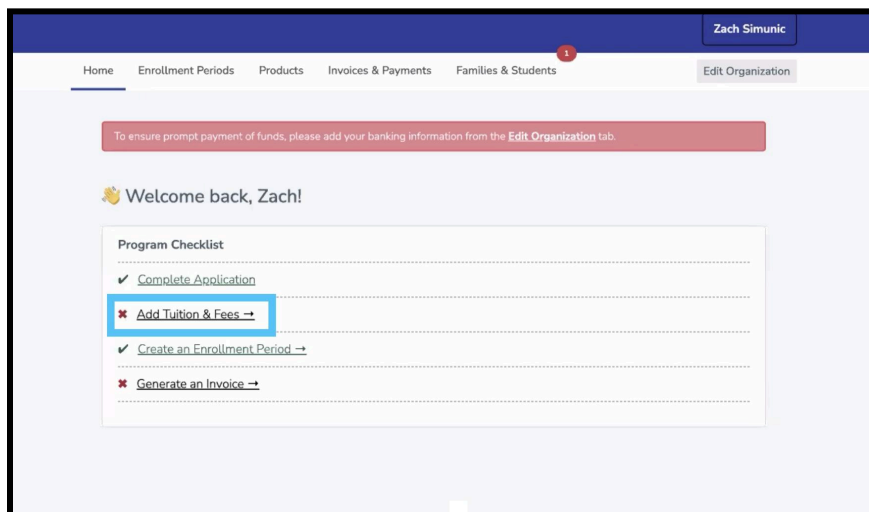 Zach Simunic
1
Home Enrollment Periods Products Invoices & Payments Families & Students Edit Organization
To ensure prompt payment of funds, please add your banking information from the Edit Organization tab.
👋 Welcome back, Zach!
Program Checklist
✔ Complete Application
✖ Add Tuition & Fees →
✔ Create an Enrollment Period →
✖ Generate an Invoice →